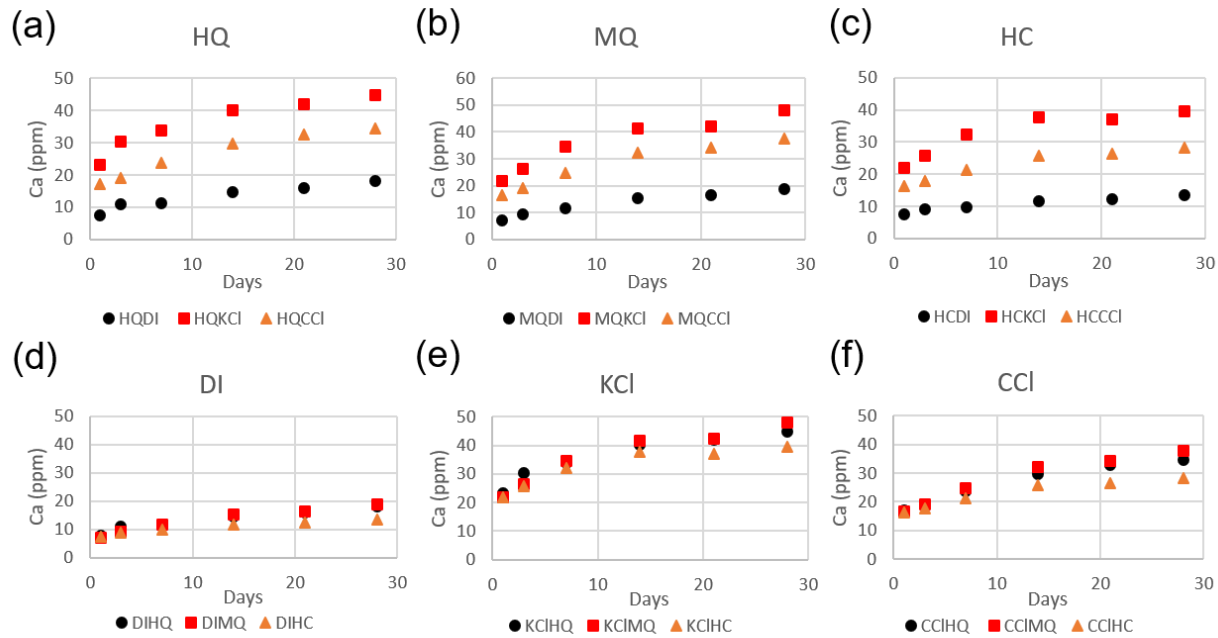 (a) HQ
Ca (ppm)
50
40
30
20
10
0
0 10 20 30
Days
HQDI HQKCl HQCCl
(b) MQ
Ca (ppm)
60
50
40
30
20
10
0
0 10 20 30
Days
MQDI MQKCl MQCCl
(c) HC
Ca (ppm)
50
40
30
20
10
0
0 10 20 30
Days
HCDI HCKCl HCCCl
(d) DI
Ca (ppm)
50
40
30
20
10
0
0 10 20 30
Days
DIHQ DIMQ DIHC
(e) KCl
Ca (ppm)
50
40
30
20
10
0
0 10 20 30
Days
KClHQ KClMQ KClHC
(f) CCl
Ca (ppm)
50
40
30
20
10
0
0 10 20 30
Days
CClHQ CClMQ CClHC